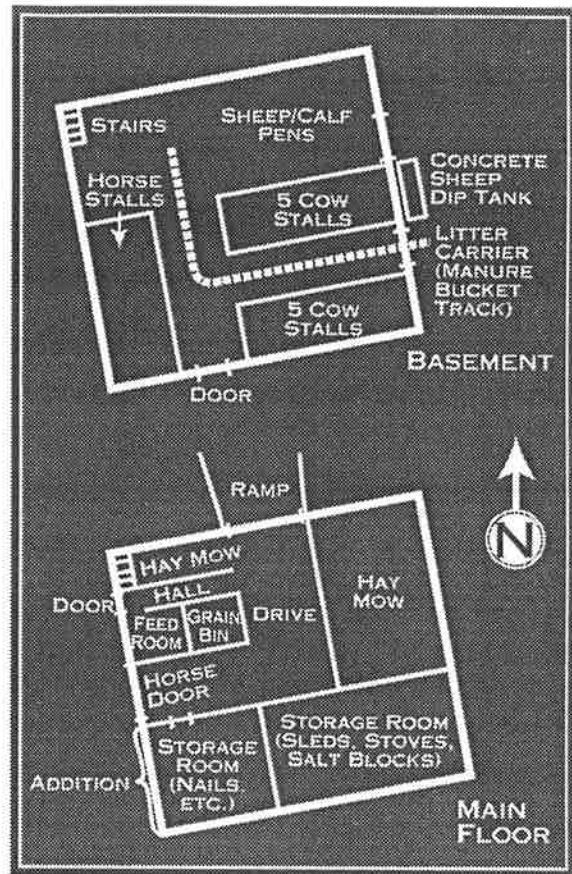 STAIRS
SHEEP/CALF
PENS
HORSE
STALLS
5 COW
STALLS
CONCRETE
SHEEP
DIP TANK
LITTER
CARRIER
(MANURE
BUCKET
TRACK)
5 COW
STALLS
BASEMENT
DOOR
RAMP
N
HAY MOW
HAY
MOW
DOOR
HALL
FEED
ROOM
GRAIN
BIN
DRIVE
HORSE
DOOR
STORAGE ROOM
(SLEDS, STOVES,
SALT BLOCKS)
STORAGE
ROOM
(NAILS,
ETC.)
ADDITION
MAIN
FLOOR